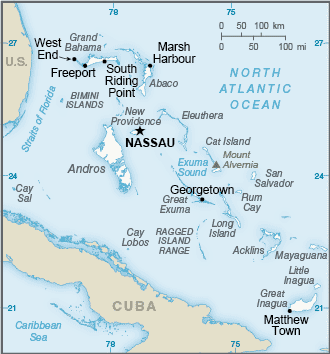 78
75
0 50 100 km
0 50 100 mi
27
27
Grand
Bahama
West
End
U.S.
Freeport
South
Riding
Point
Marsh
Harbour
Abaco
NORTH
ATLANTIC
OCEAN
BIMINI
ISLANDS
Straits of Florida
New
Providence
NASSAU
Eleuthera
Cat Island
Exuma
Sound
Mount
Alvernia
Andros
24
24
San
Salvador
Cay
Sal
Georgetown
Great
Exuma
Rum
Cay
Long
Island
Cay
Lobos
RAGGED
ISLAND
RANGE
Acklins
Mayaguana
Little
Inagua
Great
Inagua
21
21
CUBA
Matthew
Town
Caribbean
Sea
78
75